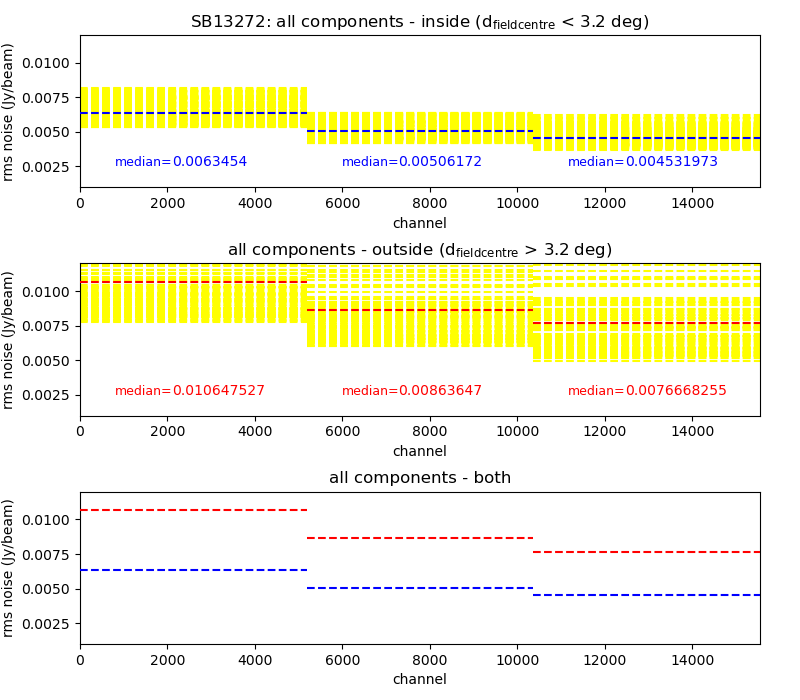 SB13272: all components - inside (dfieldcentre < 3.2 deg)
rms noise (Jy/beam)
0.0100
0.0075
0.0050
0.0025
median=0.0063454 median=0.00506172 median=0.004531973
0 2000 4000 6000 8000 10000 12000 14000
channel
all components - outside (dfieldcentre > 3.2 deg)
rms noise (Jy/beam)
0.0100
0.0075
0.0050
0.0025
median=0.010647527 median=0.00863647 median=0.0076668255
0 2000 4000 6000 8000 10000 12000 14000
channel
all components - both
rms noise (Jy/beam)
0.0100
0.0075
0.0050
0.0025
0 2000 4000 6000 8000 10000 12000 14000
channel